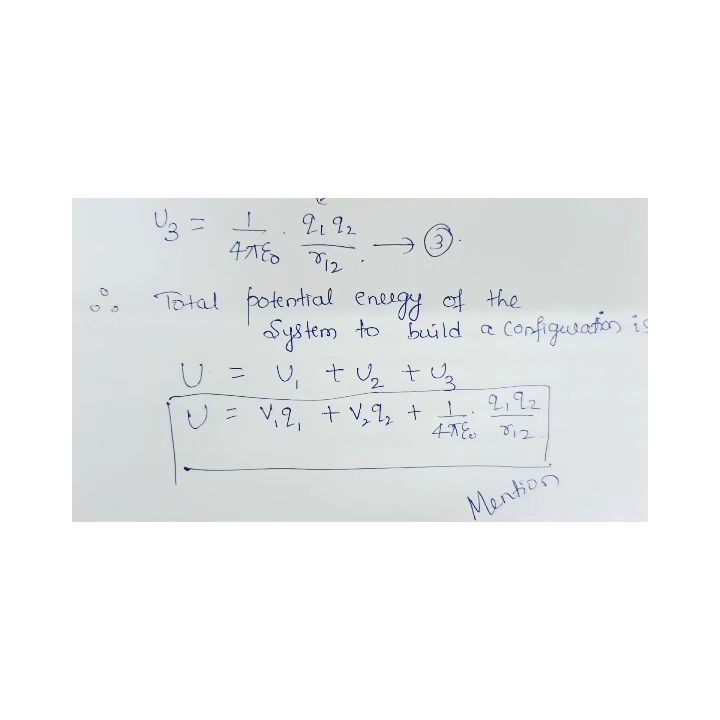 U₃ = 1/4πε₀ . q₁q₂/r₁₂ . → ③.
∴ Total potential energy of the
System to build a configuration is
U = U₁ + U₂ + U₃
U = V₁q₁ + V₂q₂ + 1/4πε₀ . q₁q₂/r₁₂.
Mention